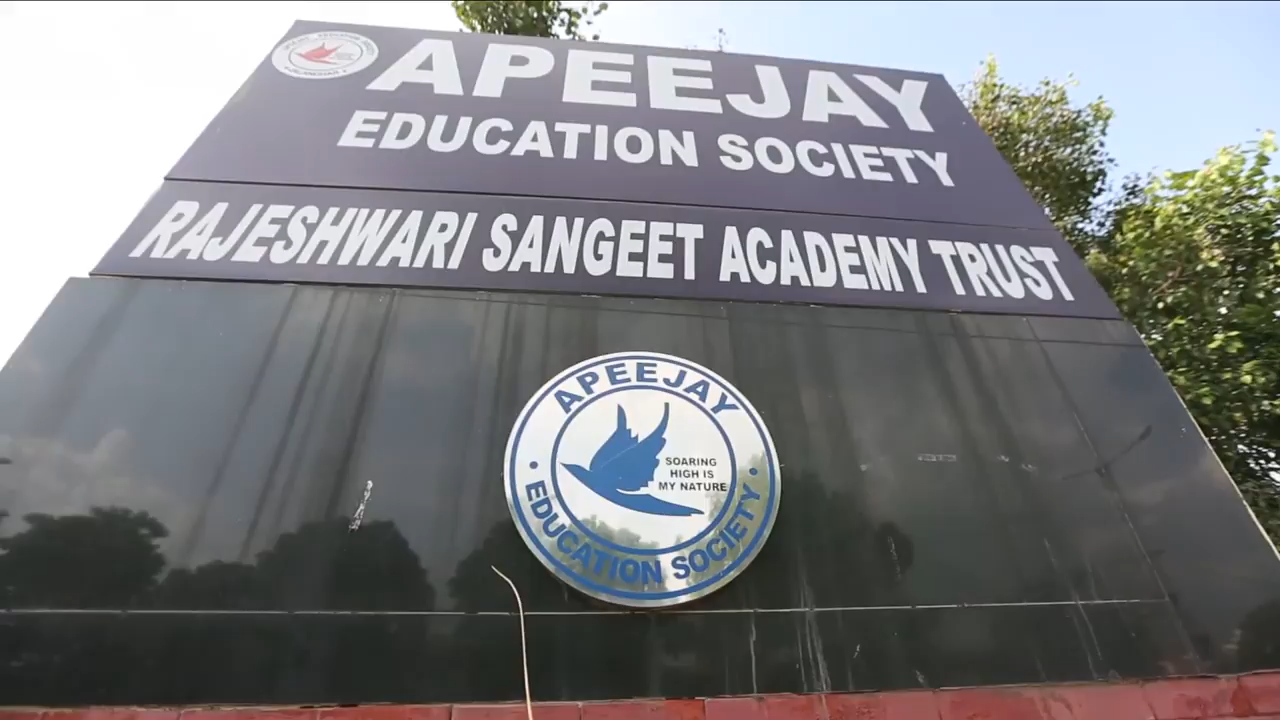 APEEJAY
EDUCATION SOCIETY
RAJESHWARI SANGEET ACADEMY TRUST
APEEJAY
SOARING
HIGH IS
MY NATURE
• EDUCATION SOCIETY •